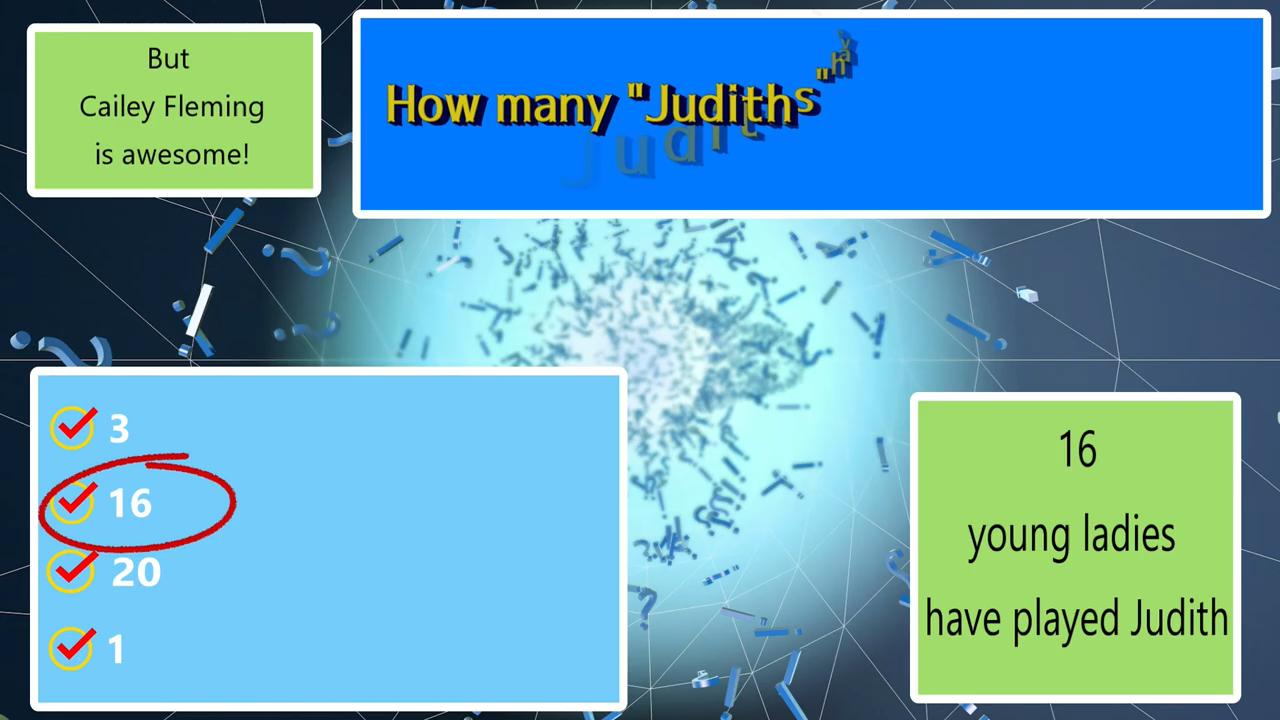 But
Cailey Fleming
is awesome!
How many "Judiths"
3
16
20
1
16
young ladies
have played Judith